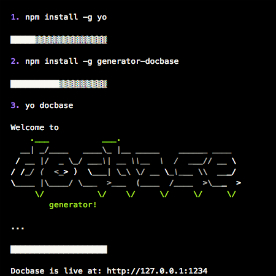 1. npm install -g yo
2. npm install -g generator-docbase
3. yo docbase
Welcome to
docbase
generator!
...
Docbase is live at: http://127.0.0.1:1234